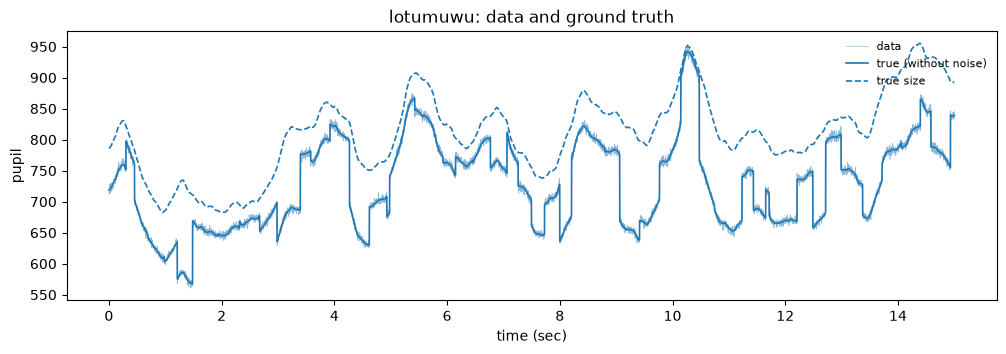 lotumuwu: data and ground truth
data
true (without noise)
true size
pupil
950
900
850
800
750
700
650
600
550
0 2 4 6 8 10 12 14
time (sec)